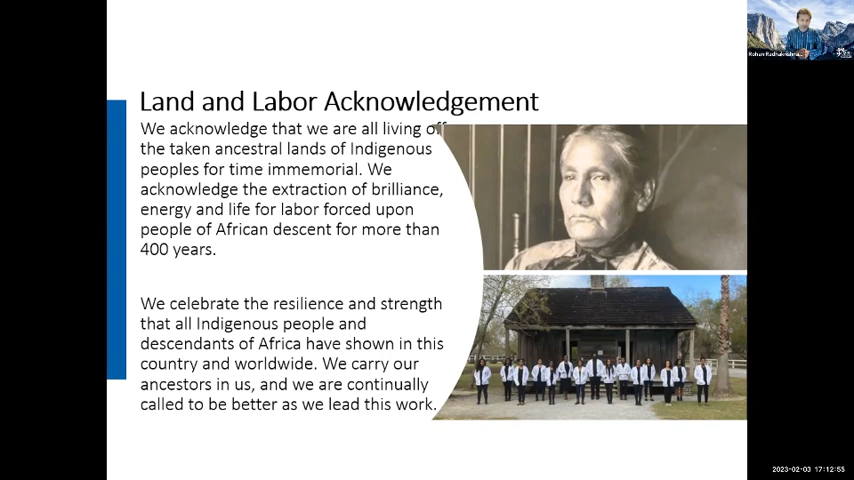 Land and Labor Acknowledgement
We acknowledge that we are all living off
the taken ancestral lands of Indigenous
peoples for time immemorial. We
acknowledge the extraction of brilliance,
energy and life for labor forced upon
people of African descent for more than
400 years.
We celebrate the resilience and strength
that all Indigenous people and
descendants of Africa have shown in this
country and worldwide. We carry our
ancestors in us, and we are continually
called to be better as we lead this work.
2023-02-03 17:12:55